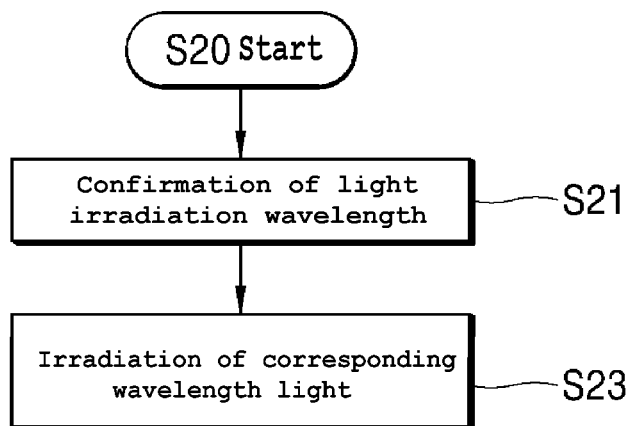 S20 Start
Confirmation of light
irradiation wavelength
S21
Irradiation of corresponding
wavelength light
S23